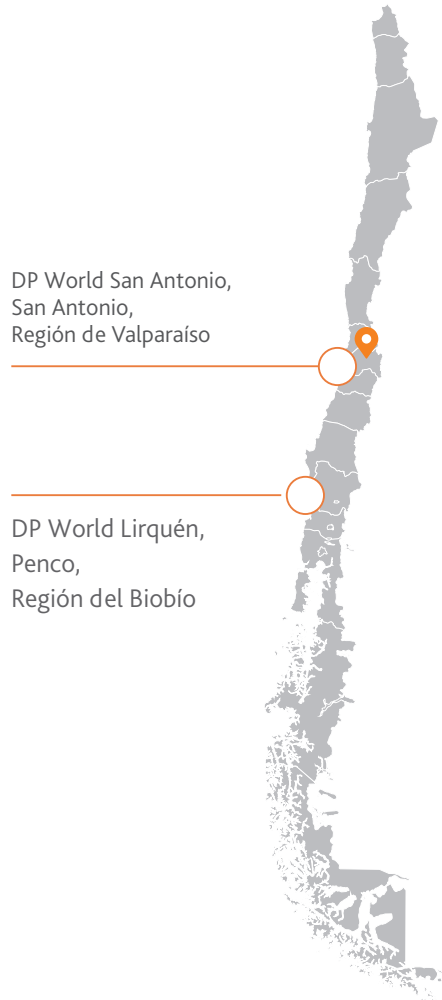 DP World San Antonio,
San Antonio,
Región de Valparaíso
DP World Lirquén,
Penco,
Región del Biobío